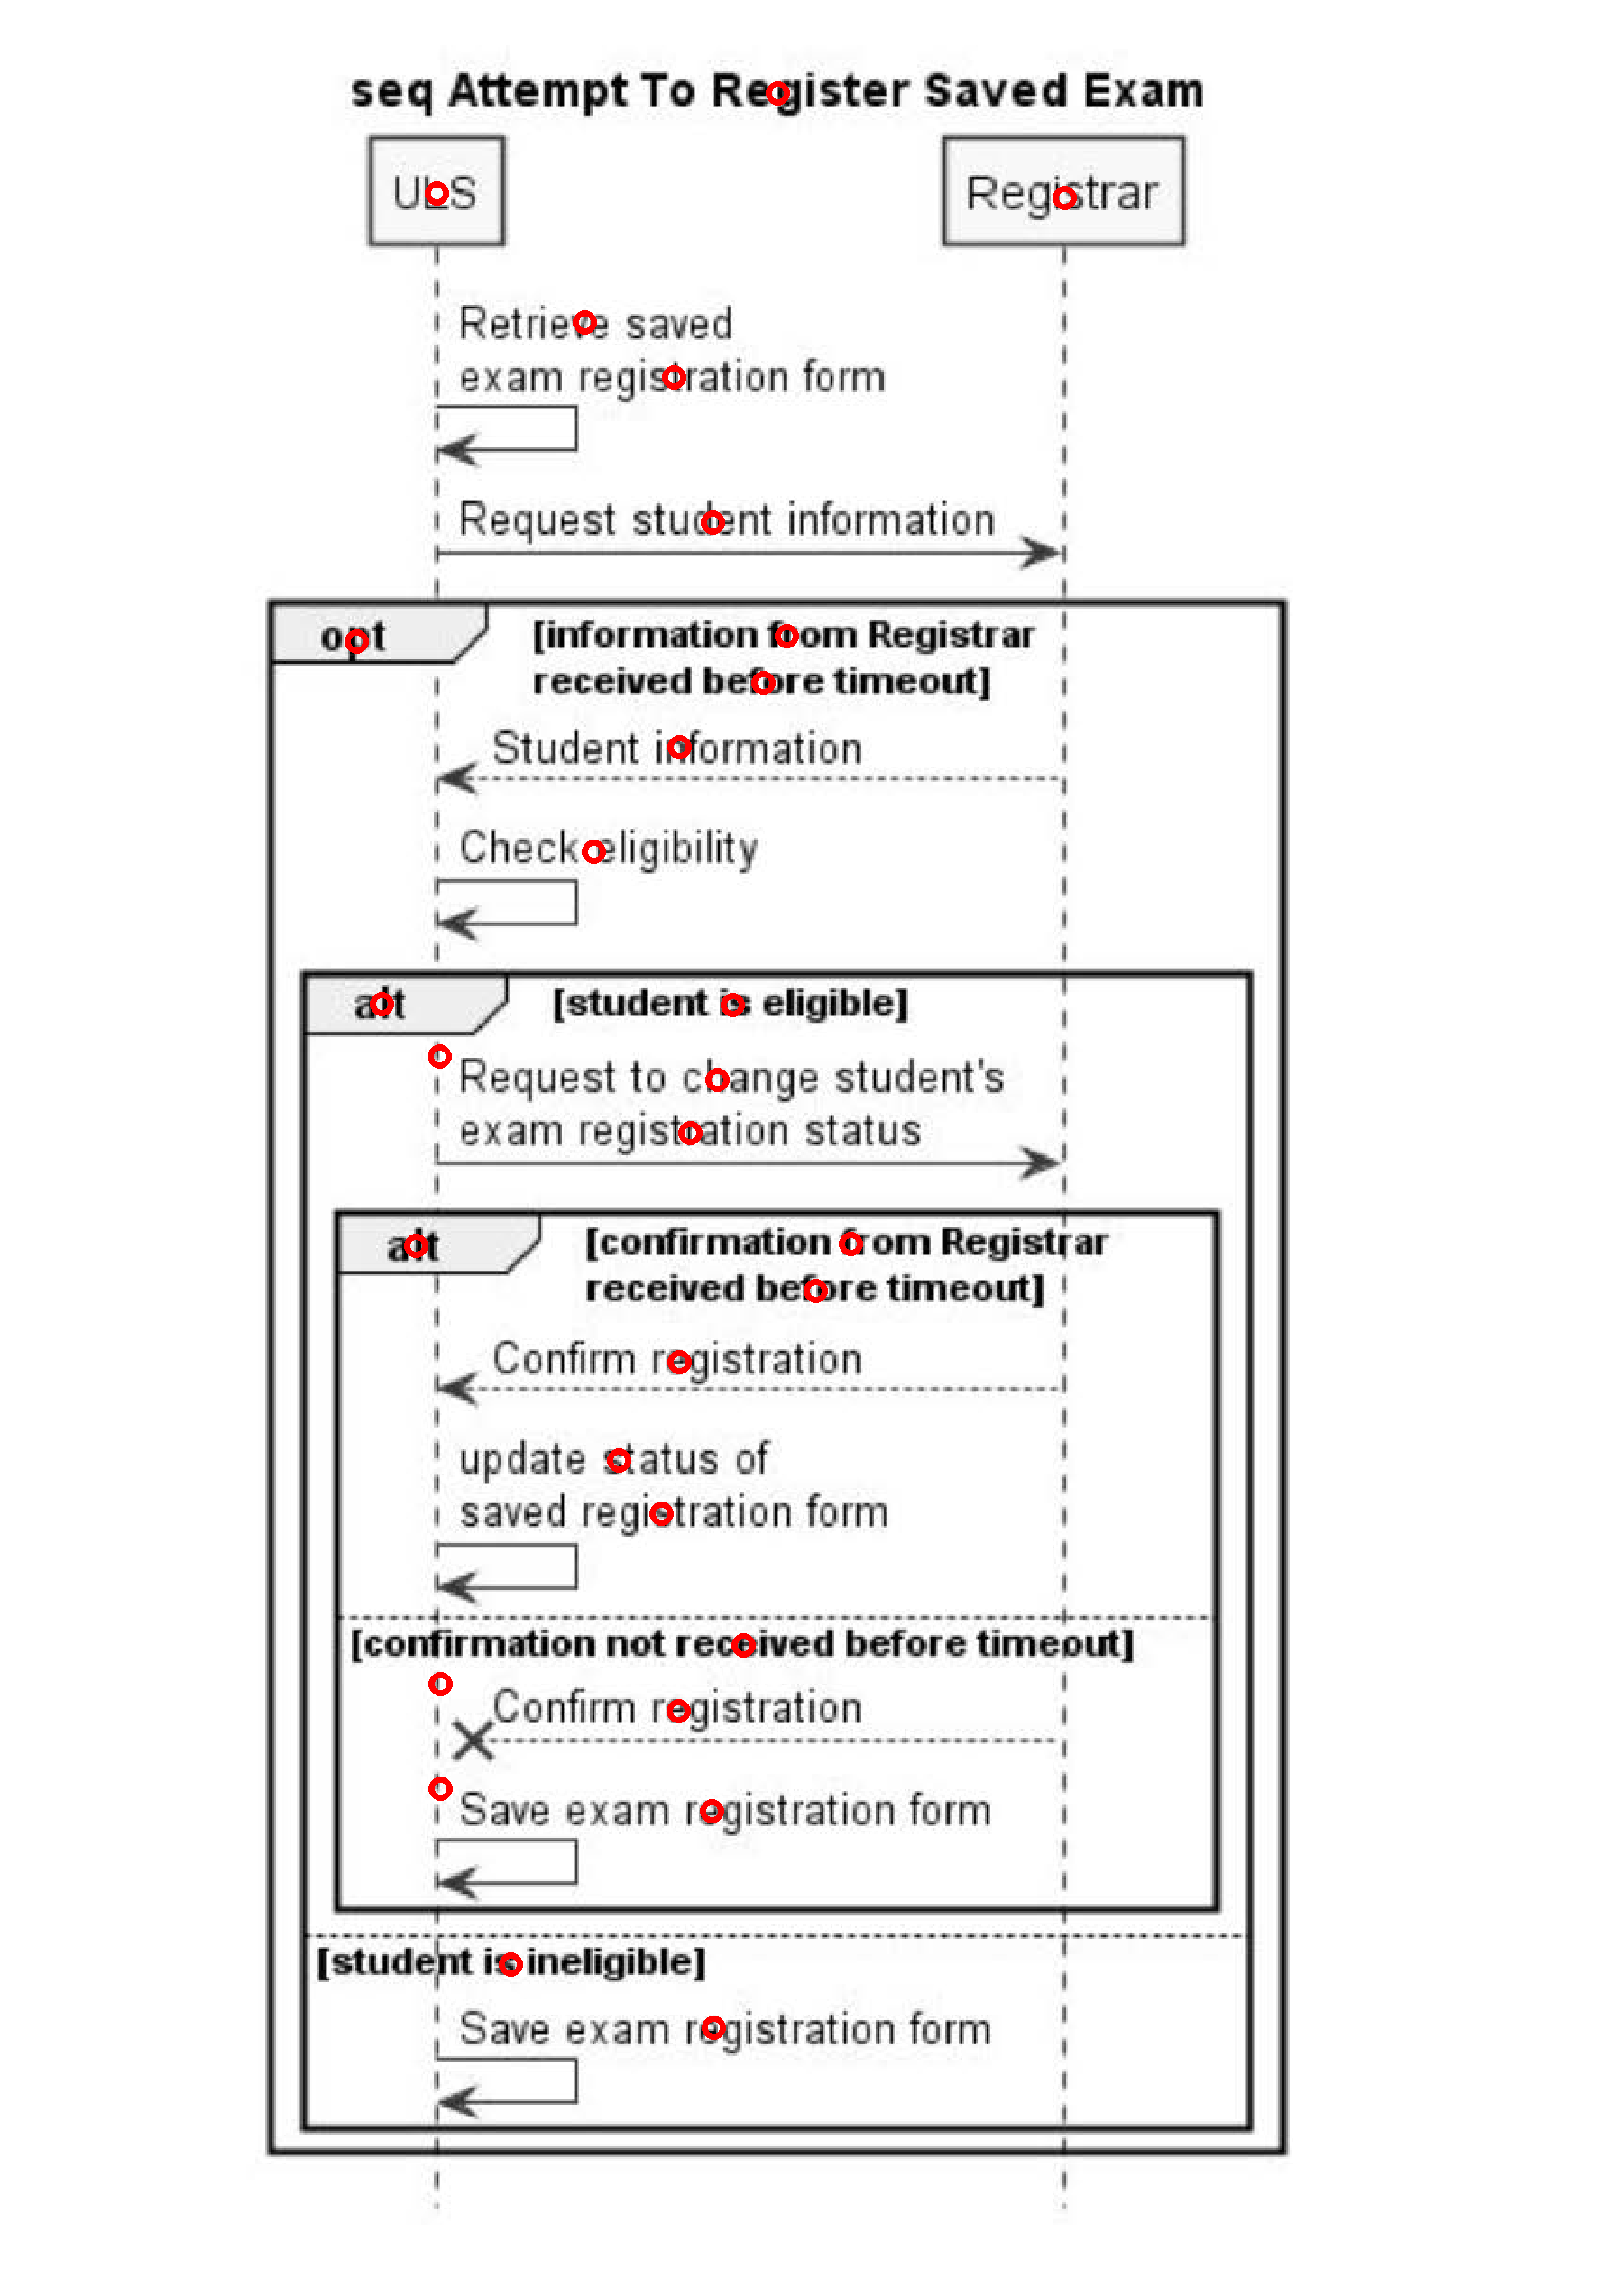 seq Attempt To Register Saved Exam
ULS
Registrar
Retrieve saved
exam registration form
Request student information
opt
[information from Registrar
received before timeout]
Student information
Check eligibility
alt
[student is eligible]
Request to change student's
exam registration status
alt
[confirmation from Registrar
received before timeout]
Confirm registration
update status of
saved registration form
[confirmation not received before timeout]
Confirm registration
Save exam registration form
[student is ineligible]
Save exam registration form